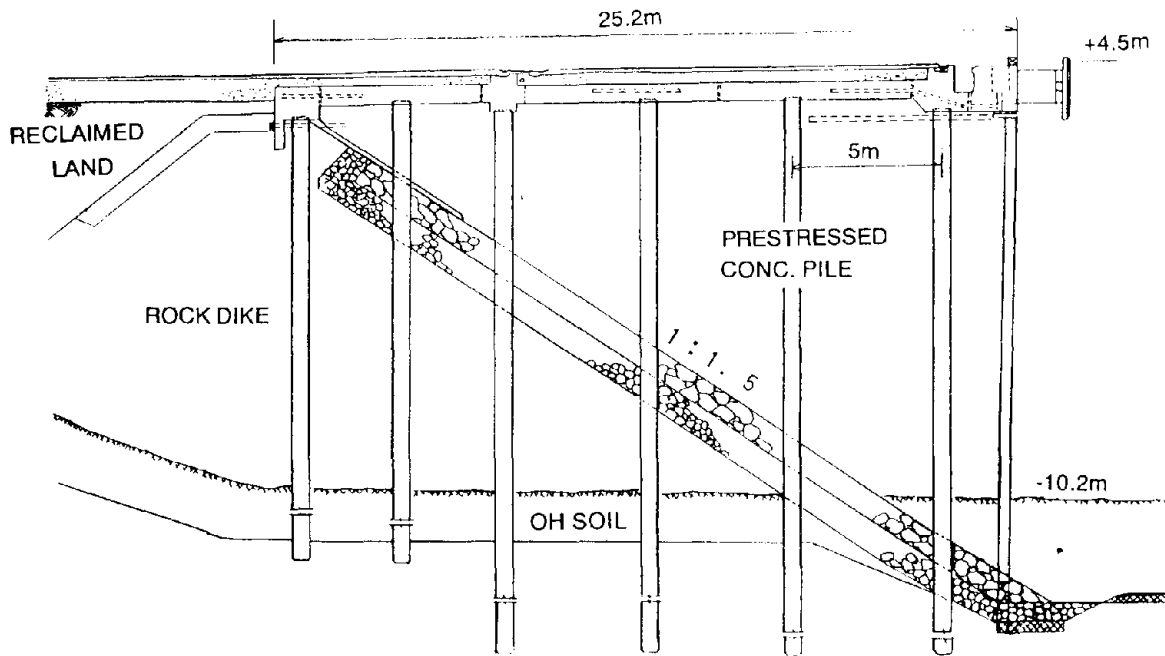 25.2m
+4.5m
RECLAIMED
LAND
5m
PRESTRESSED
CONC. PILE
ROCK DIKE
1 : 1. 5
-10.2m
OH SOIL